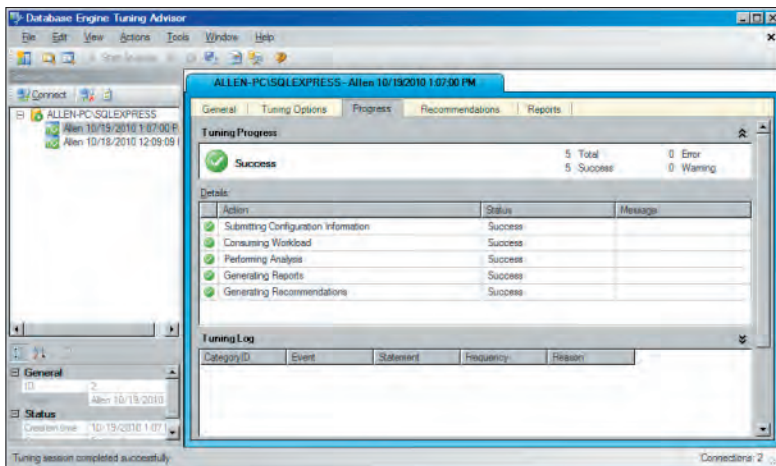 Database Engine Tuning Advisor
File Edit View Actions Tools Window Help
Start Analysis
Connect
ALLEN-PC\SQLEXPRESS
Allen 10/19/2010 1:07:00 P
Allen 10/18/2010 12:09:09
ALLEN-PC\SQLEXPRESS - Allen 10/19/2010 1:07:00 PM
General Tuning Options Progress Recommendations Reports
Tuning Progress
Success
5 Total 0 Error
5 Success 0 Warning
Details:
Action Status Message
Submitting Configuration Information Success
Consuming Workload Success
Performing Analysis Success
Generating Reports Success
Generating Recommendations Success
Tuning Log
CategoryID Event Statement Frequency Reason
General
ID 2
Allen 10/19/2010
Status
Creation time 10/19/2010 1:07
Tuning session completed successfully.
Connections: 2